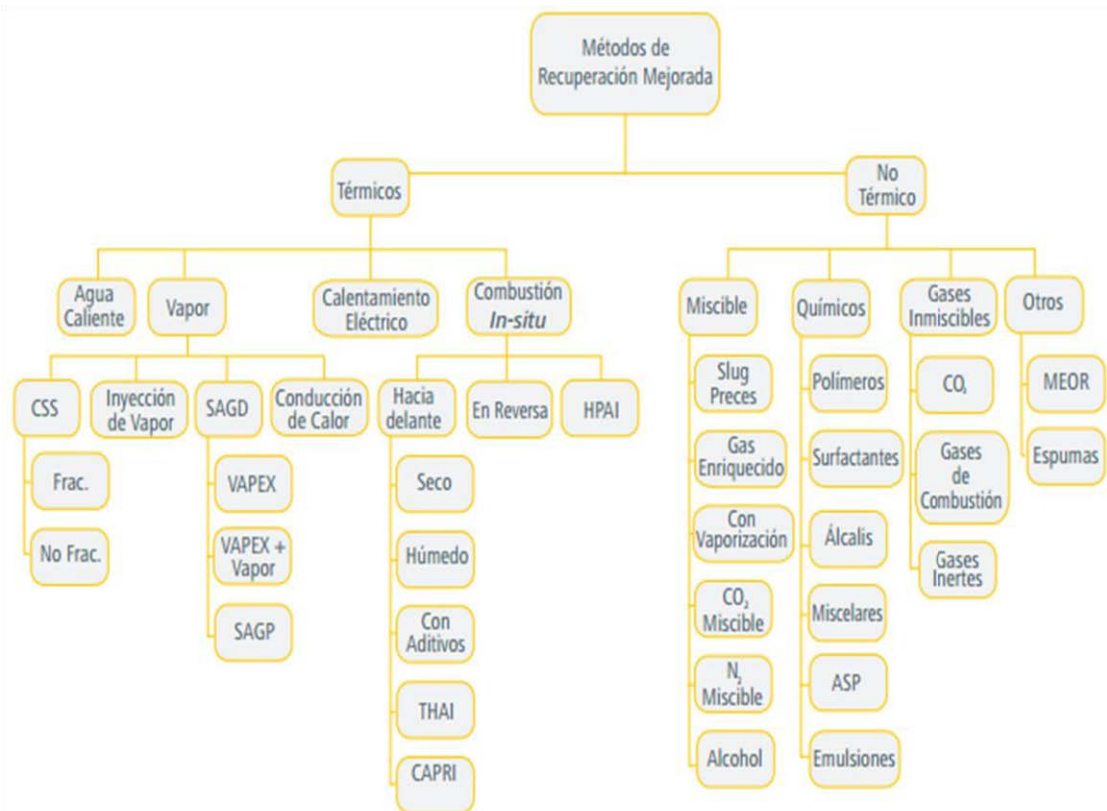 Métodos de
Recuperación Mejorada
Térmicos
No
Térmico
Agua
Caliente
Vapor
Calentamiento
Eléctrico
Combustión
In-situ
Miscible
Químicos
Gases
Inmiscibles
Otros
CSS
Inyección
de Vapor
SAGD
Conducción
de Calor
Hacia
delante
En Reversa
HPAI
Frac.
No Frac.
VAPEX
VAPEX +
Vapor
SAGP
Seco
Húmedo
Con
Aditivos
THAI
CAPRI
Slug
Preces
Gas
Enriquecido
Con
Vaporización
CO₂
Miscible
N₂
Miscible
Alcohol
Polímeros
Surfactantes
Álcalis
Miscelares
ASP
Emulsiones
CO₂
Gases
de
Combustión
Gases
Inertes
MEOR
Espumas